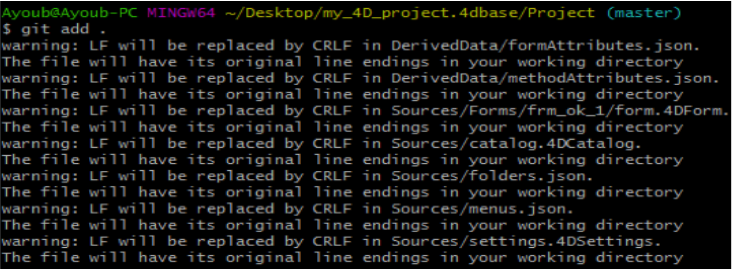 Ayoub@Ayoub-PC MINGW64 ~/Desktop/my_4D_project.4dbase/Project (master)
$ git add .
warning: LF will be replaced by CRLF in DerivedData/formAttributes.json.
The file will have its original line endings in your working directory
warning: LF will be replaced by CRLF in DerivedData/methodAttributes.json.
The file will have its original line endings in your working directory
warning: LF will be replaced by CRLF in Sources/Forms/frm_ok_1/form.4DForm.
The file will have its original line endings in your working directory
warning: LF will be replaced by CRLF in Sources/catalog.4DCatalog.
The file will have its original line endings in your working directory
warning: LF will be replaced by CRLF in Sources/folders.json.
The file will have its original line endings in your working directory
warning: LF will be replaced by CRLF in Sources/menus.json.
The file will have its original line endings in your working directory
warning: LF will be replaced by CRLF in Sources/settings.4DSettings.
The file will have its original line endings in your working directory